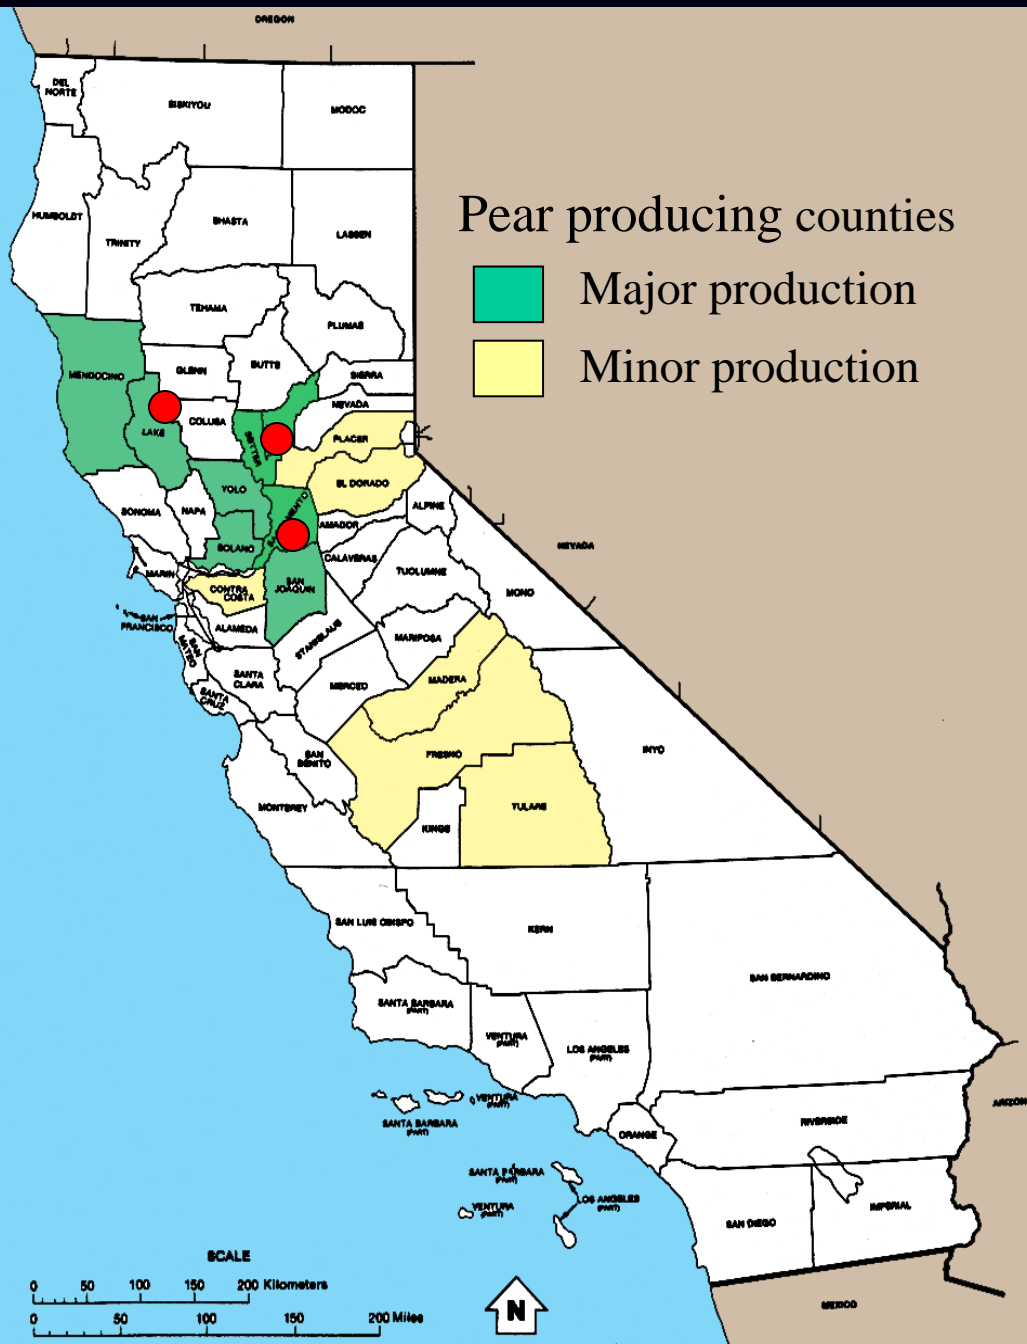 OREGON
DEL
NORTE
SISKIYOU
MODOC
HUMBOLDT
TRINITY
SHASTA
LASSEN
Pear producing counties
Major production
Minor production
TEHAMA
PLUMAS
MENDOCINO
GLENN
BUTTE
SIERRA
LAKE
COLUSA
SUTTER
NEVADA
PLACER
YOLO
EL DORADO
SONOMA
NAPA
AMADOR
ALPINE
SOLANO
CALAVERAS
NEVADA
MARIN
CONTRA
COSTA
SAN
JOAQUIN
TUOLUMNE
MONO
SAN
FRANCISCO
ALAMEDA
STANISLAUS
MARIPOSA
SAN
MATEO
SANTA
CLARA
MERCED
MADERA
SANTA
CRUZ
SAN
BENITO
FRESNO
INYO
MONTEREY
KINGS
TULARE
SAN LUIS OBISPO
KERN
SAN BERNARDINO
SANTA BARBARA
(PART)
VENTURA
(PART)
LOS ANGELES
(PART)
VENTURA
(PART)
SANTA BARBARA
(PART)
ORANGE
RIVERSIDE
ARIZON
SANTA BARBARA
(PART)
VENTURA
(PART)
LOS ANGELES
(PART)
SAN DIEGO
IMPERIAL
SCALE
0 50 100 150 200 Kilometers
0 50 100 150 200 Miles
N
MEXICO